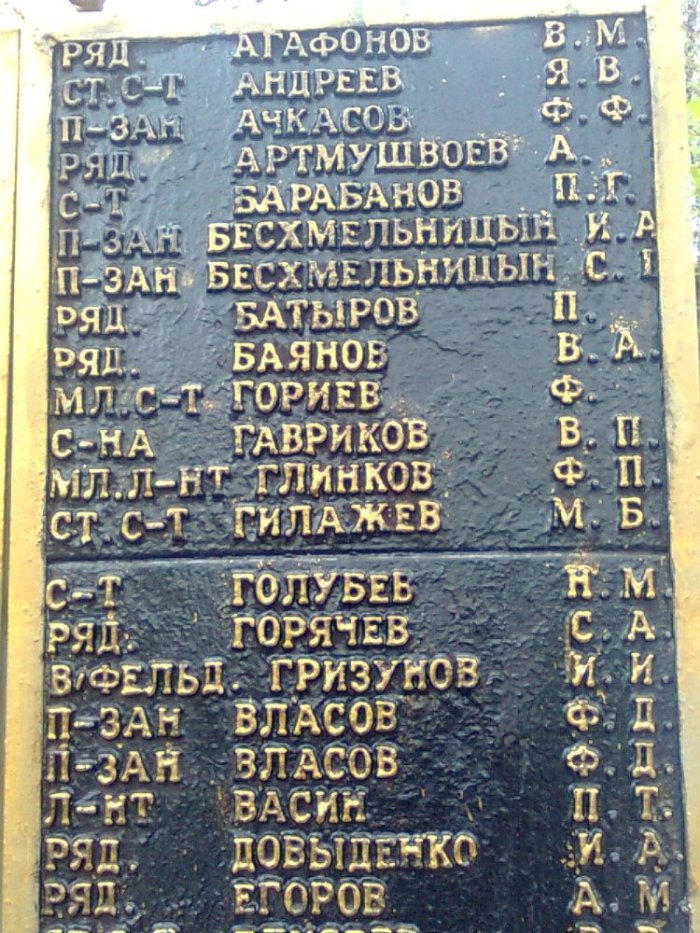 РЯД. АГАФОНОВ В.М.
СТ.С-Т АНДРЕЕВ Я.В.
П-ЗАН АЧКАСОВ Ф.Ф.
РЯД. АРТМУШВОЕВ А.
С-Т БАРАБАНОВ П.Г.
П-ЗАН БЕСХМЕЛЬНИЦЫН И.А
П-ЗАН БЕСХМЕЛЬНИЦЫН С.
РЯД. БАТЫРОВ П.
РЯД. БАЯНОВ В.А.
МЛ.С-Т ГОРИЕВ Ф.
С-НА ГАВРИКОВ В.П.
МЛ.Л-НТ ГЛИНКОВ Ф.П.
СТ.С-Т ГИЛАЖЕВ М.Б.
С-Т ГОЛУБЕВ Н.М.
РЯД. ГОРЯЧЕВ С.А.
В/ФЕЛЬД. ГРИЗУНОВ И.И.
П-ЗАН ВЛАСОВ Ф.Д.
П-ЗАН ВЛАСОВ Ф.Д.
Л-НТ ВАСИН П.Т.
РЯД. ДОВЫДЕНКО И.А.
РЯД. ЕГОРОВ А.М.